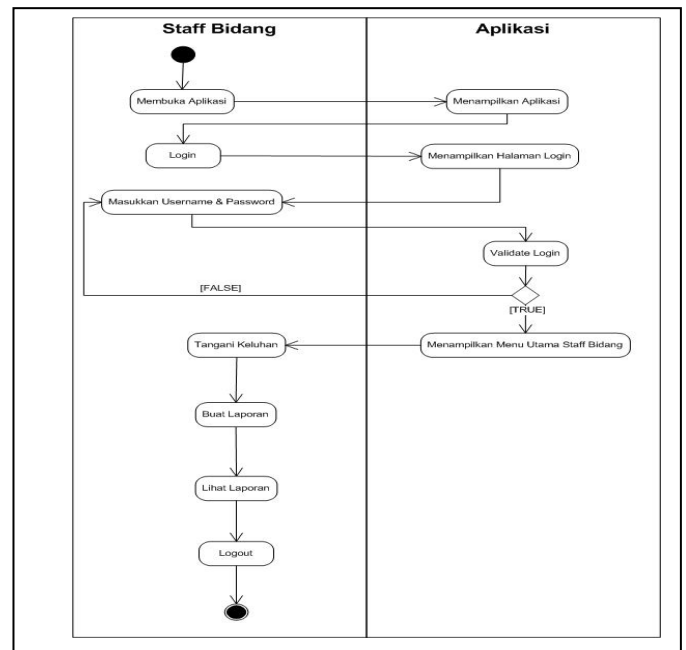 Staff Bidang
Aplikasi
Membuka Aplikasi
Menampilkan Aplikasi
Login
Menampilkan Halaman Login
Masukkan Username & Password
Validate Login
[FALSE]
[TRUE]
Tangani Keluhan
Menampilkan Menu Utama Staff Bidang
Buat Laporan
Lihat Laporan
Logout